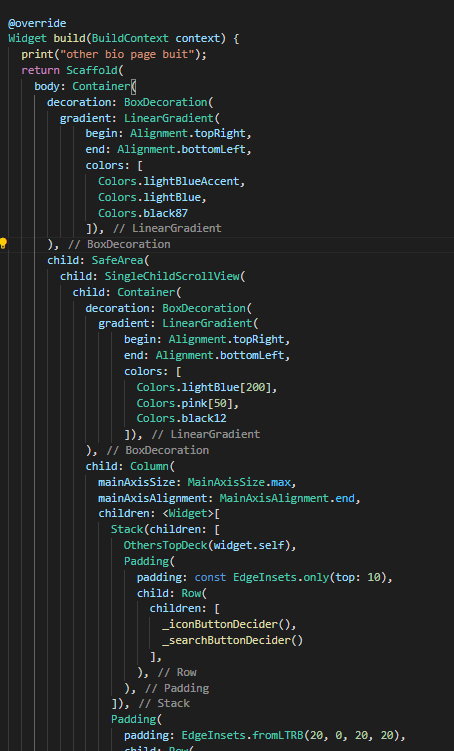 @override
Widget build(BuildContext context) {
  print("other bio page buit");
  return Scaffold(
    body: Container(
      decoration: BoxDecoration(
        gradient: LinearGradient(
            begin: Alignment.topRight,
            end: Alignment.bottomLeft,
            colors: [
              Colors.lightBlueAccent,
              Colors.lightBlue,
              Colors.black87
            ]), // LinearGradient
      ), // BoxDecoration
      child: SafeArea(
        child: SingleChildScrollView(
          child: Container(
            decoration: BoxDecoration(
              gradient: LinearGradient(
                  begin: Alignment.topRight,
                  end: Alignment.bottomLeft,
                  colors: [
                    Colors.lightBlue[200],
                    Colors.pink[50],
                    Colors.black12
                  ]), // LinearGradient
            ), // BoxDecoration
            child: Column(
              mainAxisSize: MainAxisSize.max,
              mainAxisAlignment: MainAxisAlignment.end,
              children: <Widget>[
                Stack(children: [
                  OthersTopDeck(widget.self),
                  Padding(
                    padding: const EdgeInsets.only(top: 10),
                    child: Row(
                      children: [
                        _iconButtonDecider(),
                        _searchButtonDecider()
                      ],
                    ), // Row
                  ), // Padding
                ]), // Stack
                Padding(
                  padding: EdgeInsets.fromLTRB(20, 0, 20, 20),
                  child: Row(